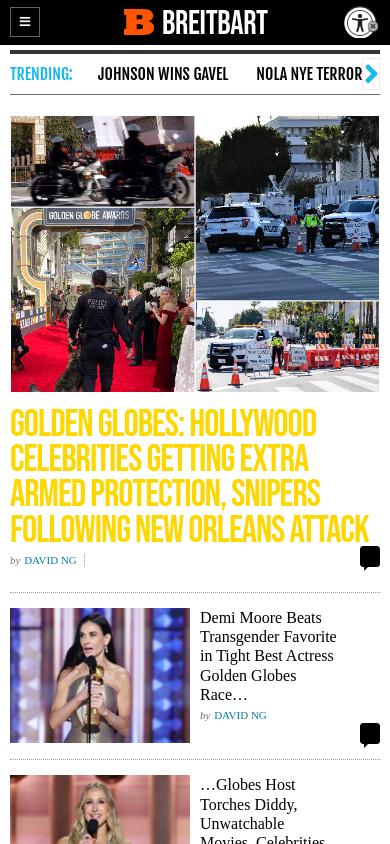 B BREITBART
TRENDING: JOHNSON WINS GAVEL NOLA NYE TERROR
GOLDEN GLOBE AWARDS
POLICE
GOLDEN GLOBES: HOLLYWOOD
CELEBRITIES GETTING EXTRA
ARMED PROTECTION, SNIPERS
FOLLOWING NEW ORLEANS ATTACK
by DAVID NG
Demi Moore Beats
Transgender Favorite
in Tight Best Actress
Golden Globes
Race…
by DAVID NG
…Globes Host
Torches Diddy,
Unwatchable
Movies, Celebrities